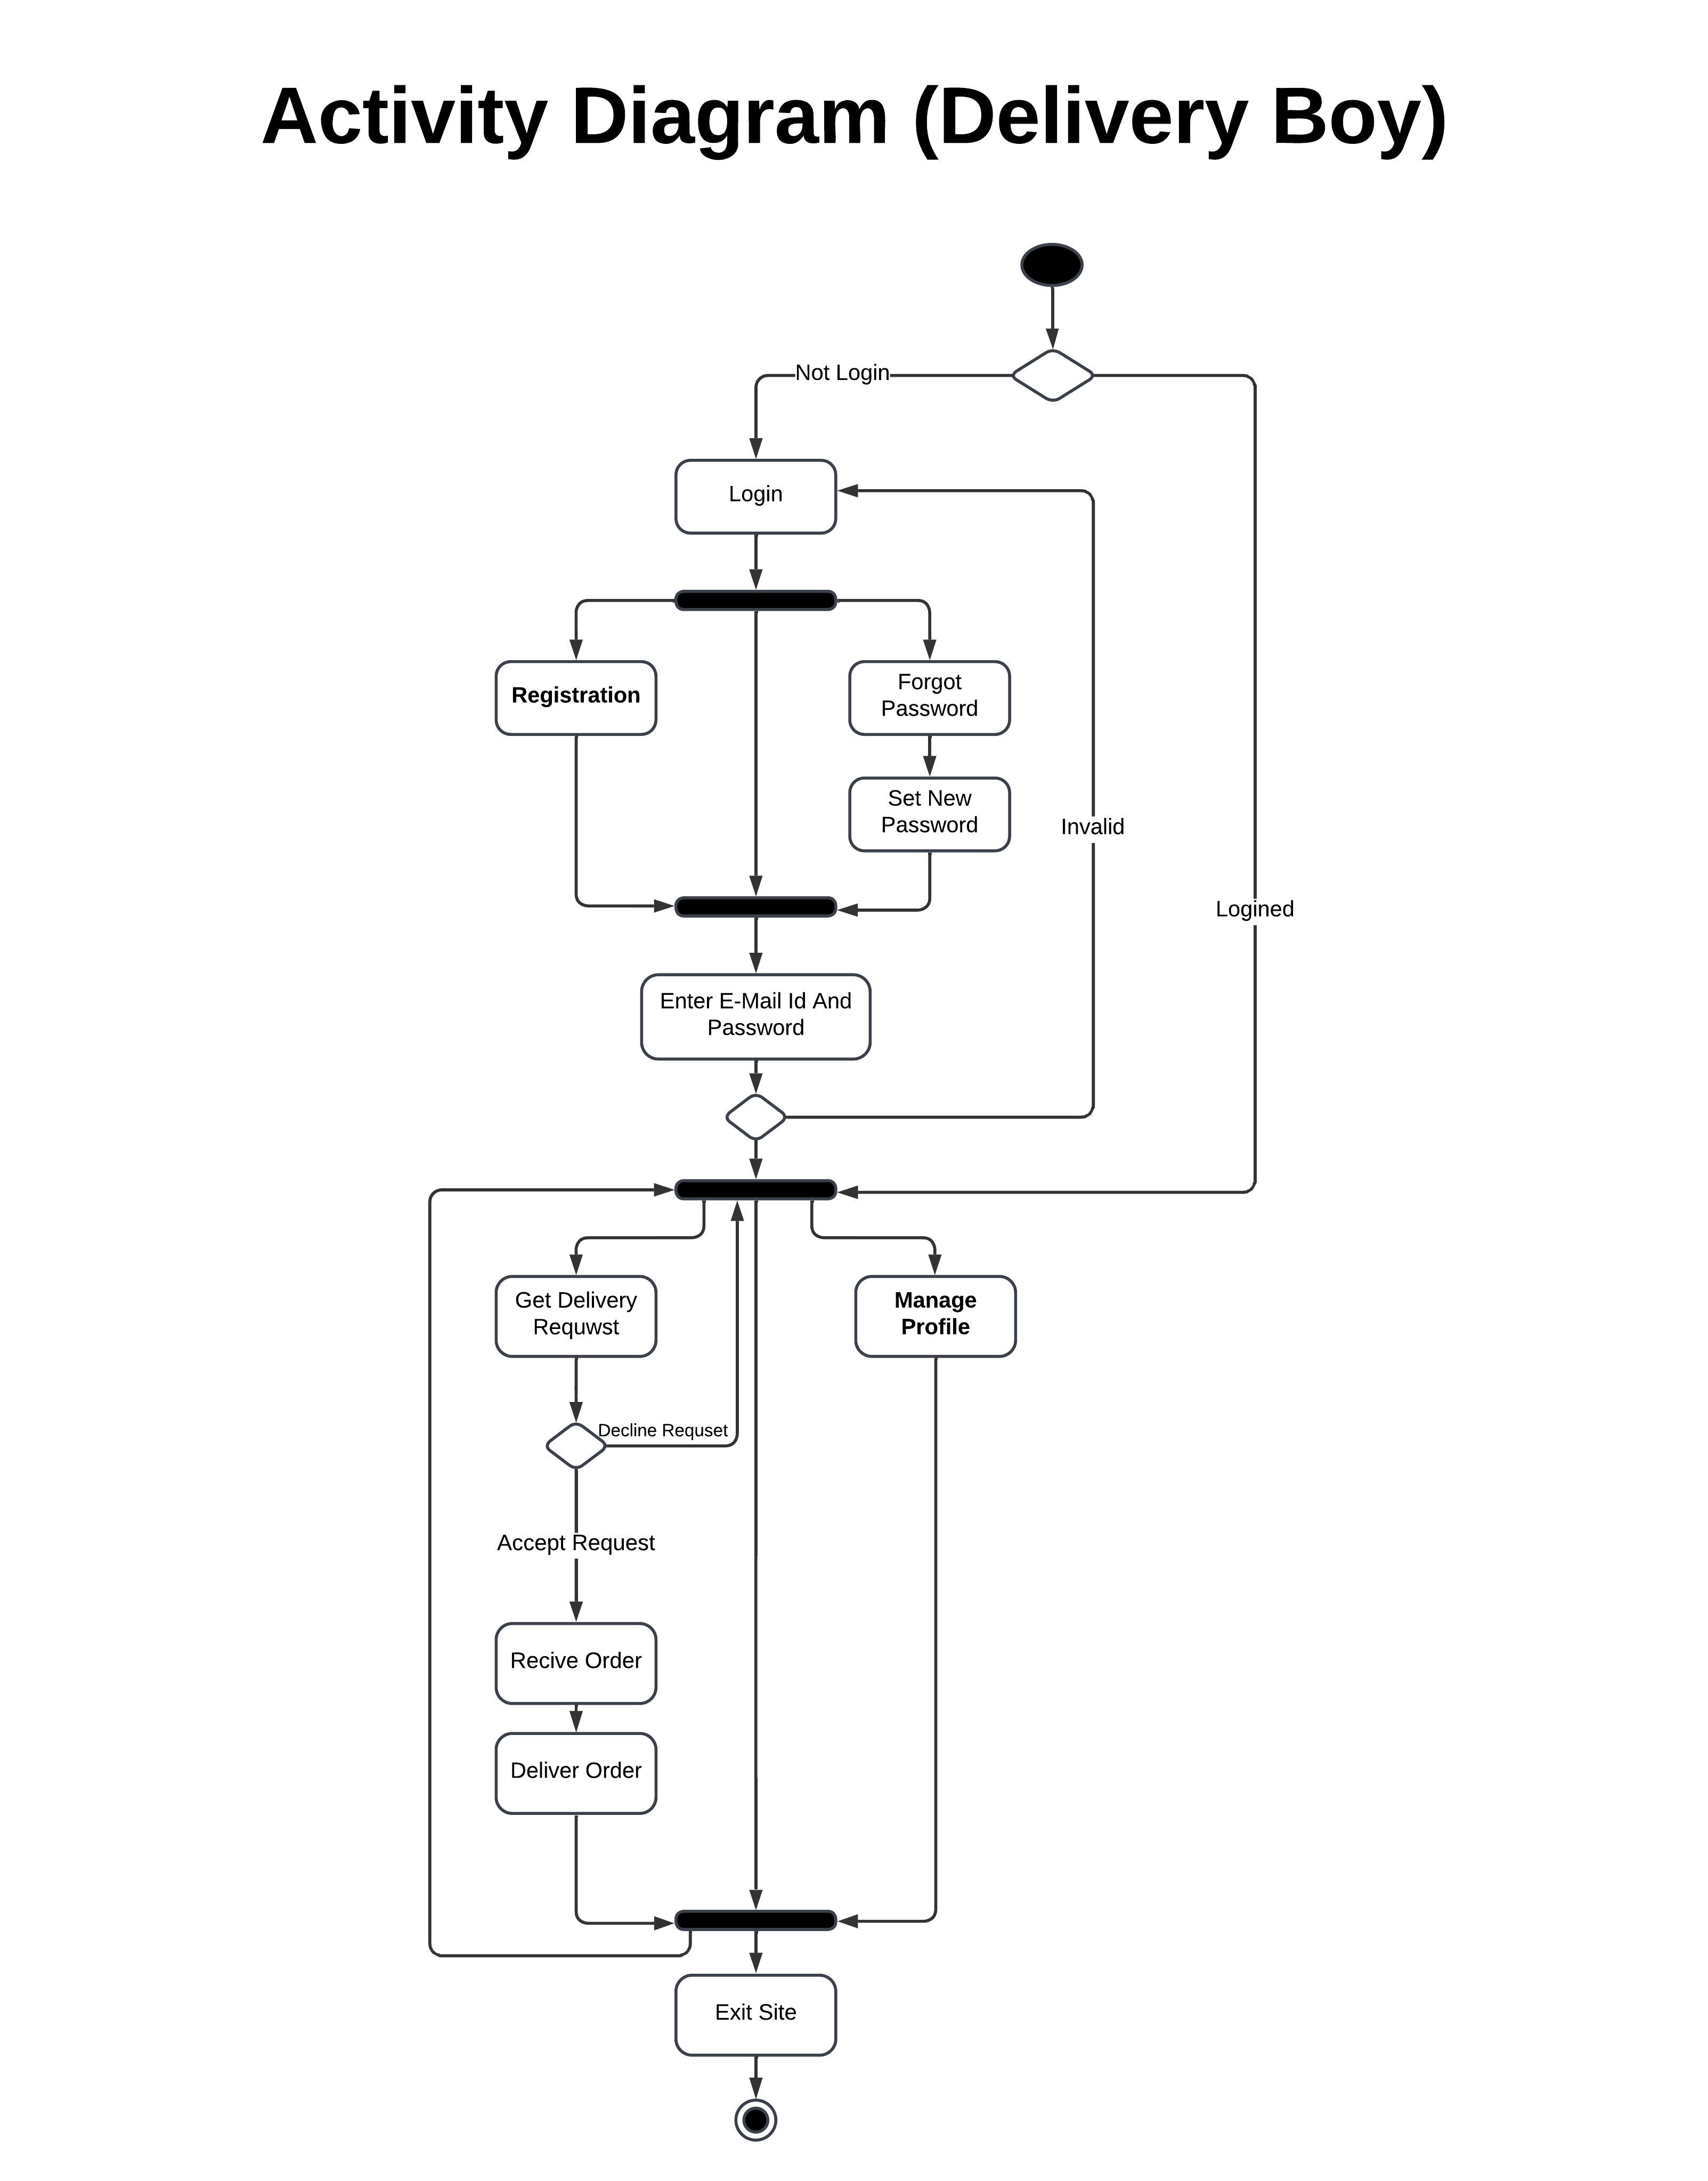 Activity Diagram (Delivery Boy)
Not Login
Login
Registration
Forgot
Password
Set New
Password
Invalid
Logined
Enter E-Mail Id And
Password
Get Delivery
Requwst
Manage
Profile
Decline Requset
Accept Request
Recive Order
Deliver Order
Exit Site